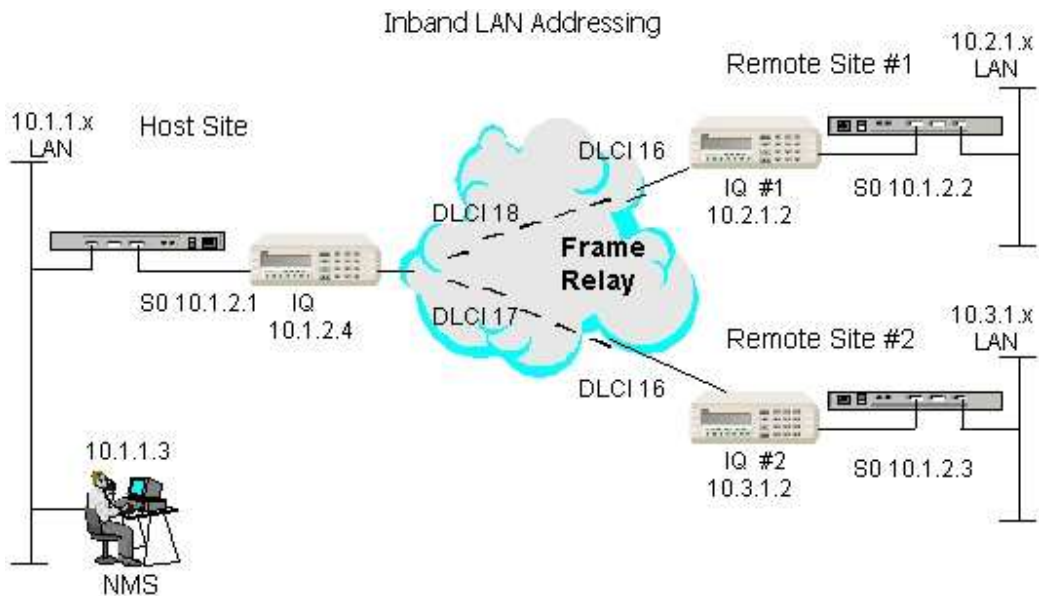 Inband LAN Addressing
10.2.1.x
LAN
Remote Site #1
10.1.1.x
LAN
Host Site
DLCI 16
IQ #1
10.2.1.2
S0 10.1.2.2
DLCI 18
Frame
Relay
S0 10.1.2.1
IQ
10.1.2.4
DLCI 17
10.3.1.x
LAN
Remote Site #2
DLCI 16
IQ #2
10.3.1.2
S0 10.1.2.3
10.1.1.3
NMS